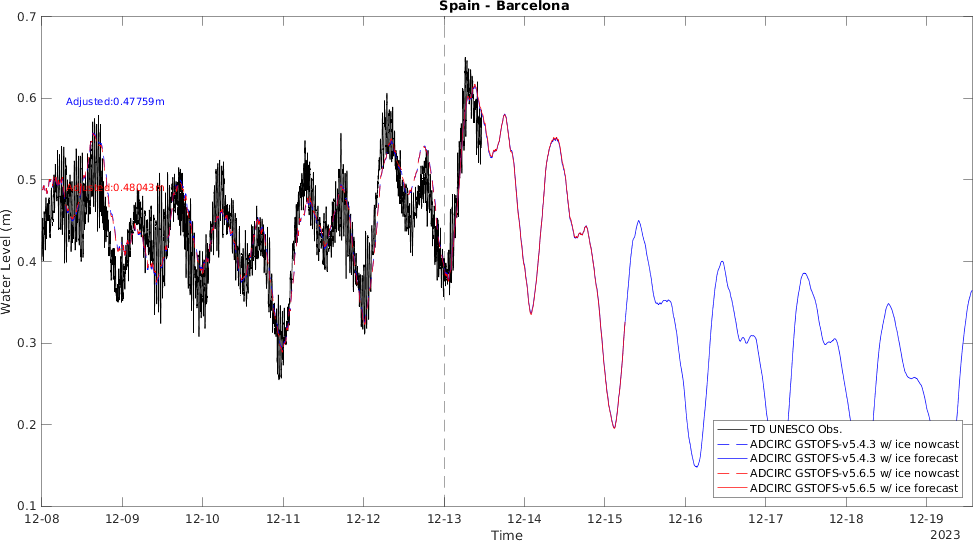 Spain - Barcelona
0.7
0.6
0.5
0.4
0.3
0.2
0.1
Water Level (m)
Adjusted:0.47759m
Adjusted:0.48043m
TD UNESCO Obs.
ADCIRC GSTOFS-v5.4.3 w/ ice nowcast
ADCIRC GSTOFS-v5.4.3 w/ ice forecast
ADCIRC GSTOFS-v5.6.5 w/ ice nowcast
ADCIRC GSTOFS-v5.6.5 w/ ice forecast
12-08 12-09 12-10 12-11 12-12 12-13 12-14 12-15 12-16 12-17 12-18 12-19
Time
2023